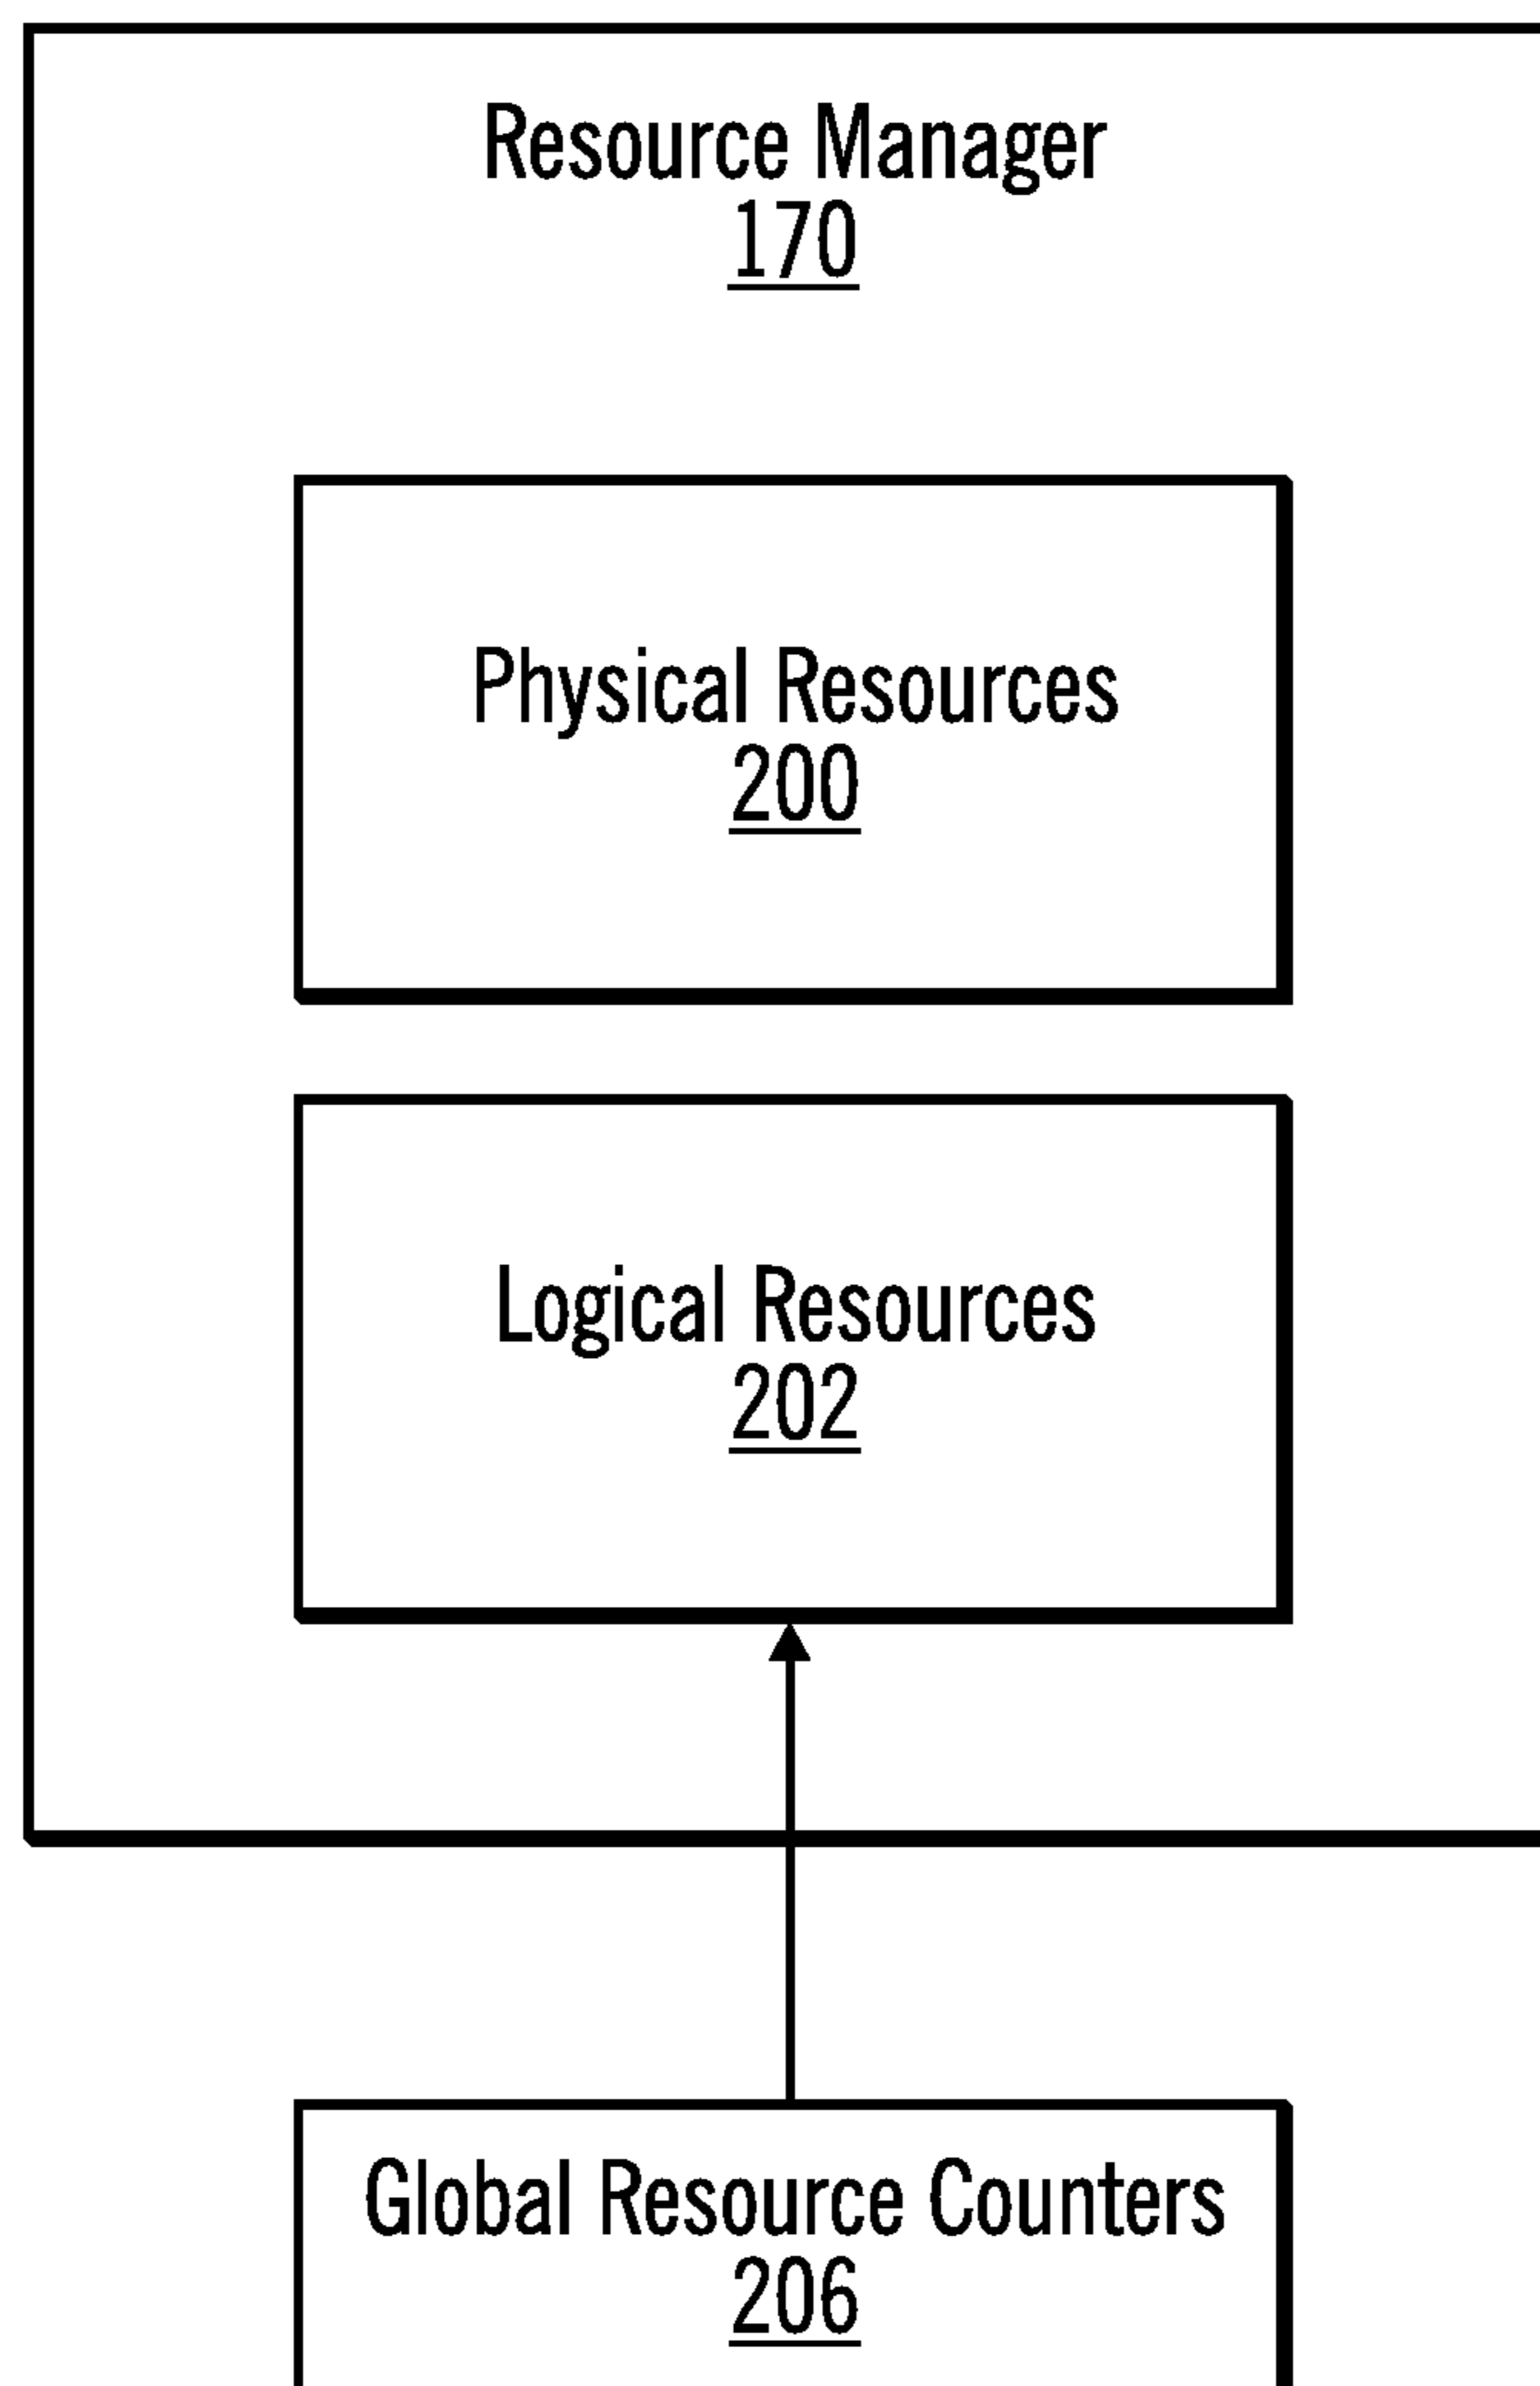 Resource Manager
170
Physical Resources
200
Logical Resources
202
Global Resource Counters
206